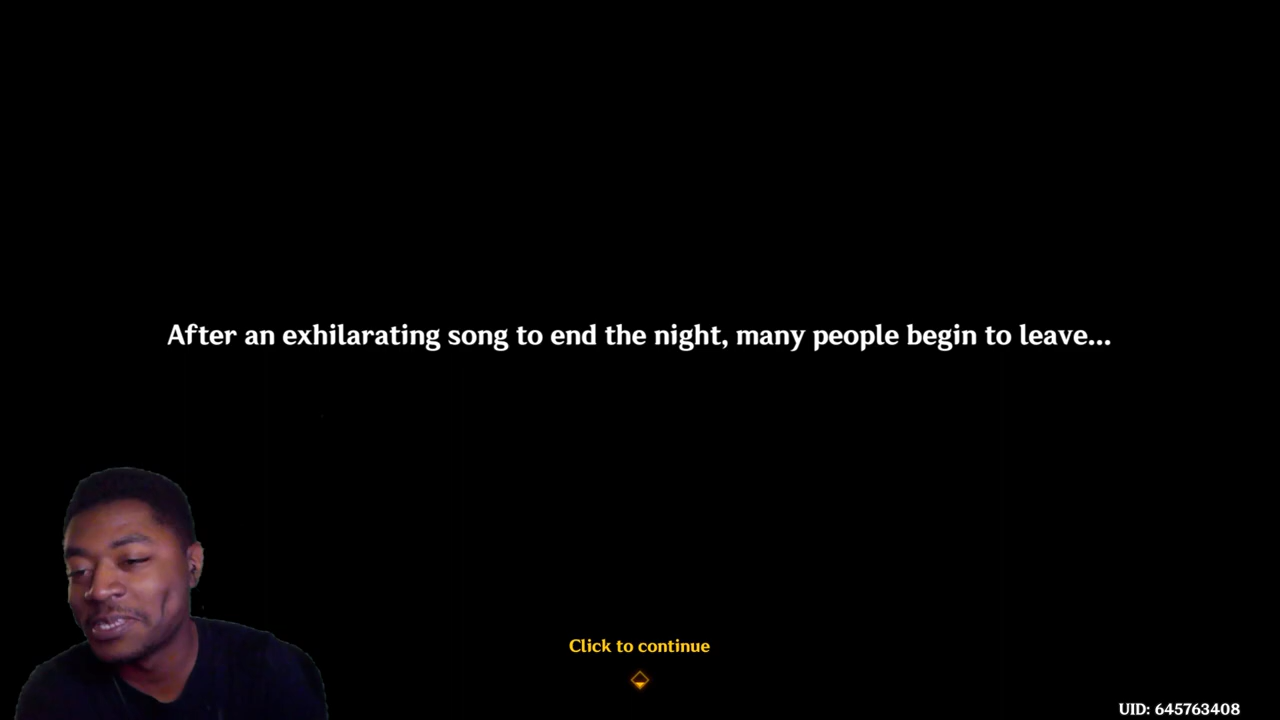 After an exhilarating song to end the night, many people begin to leave...
Click to continue
UID: 645763408